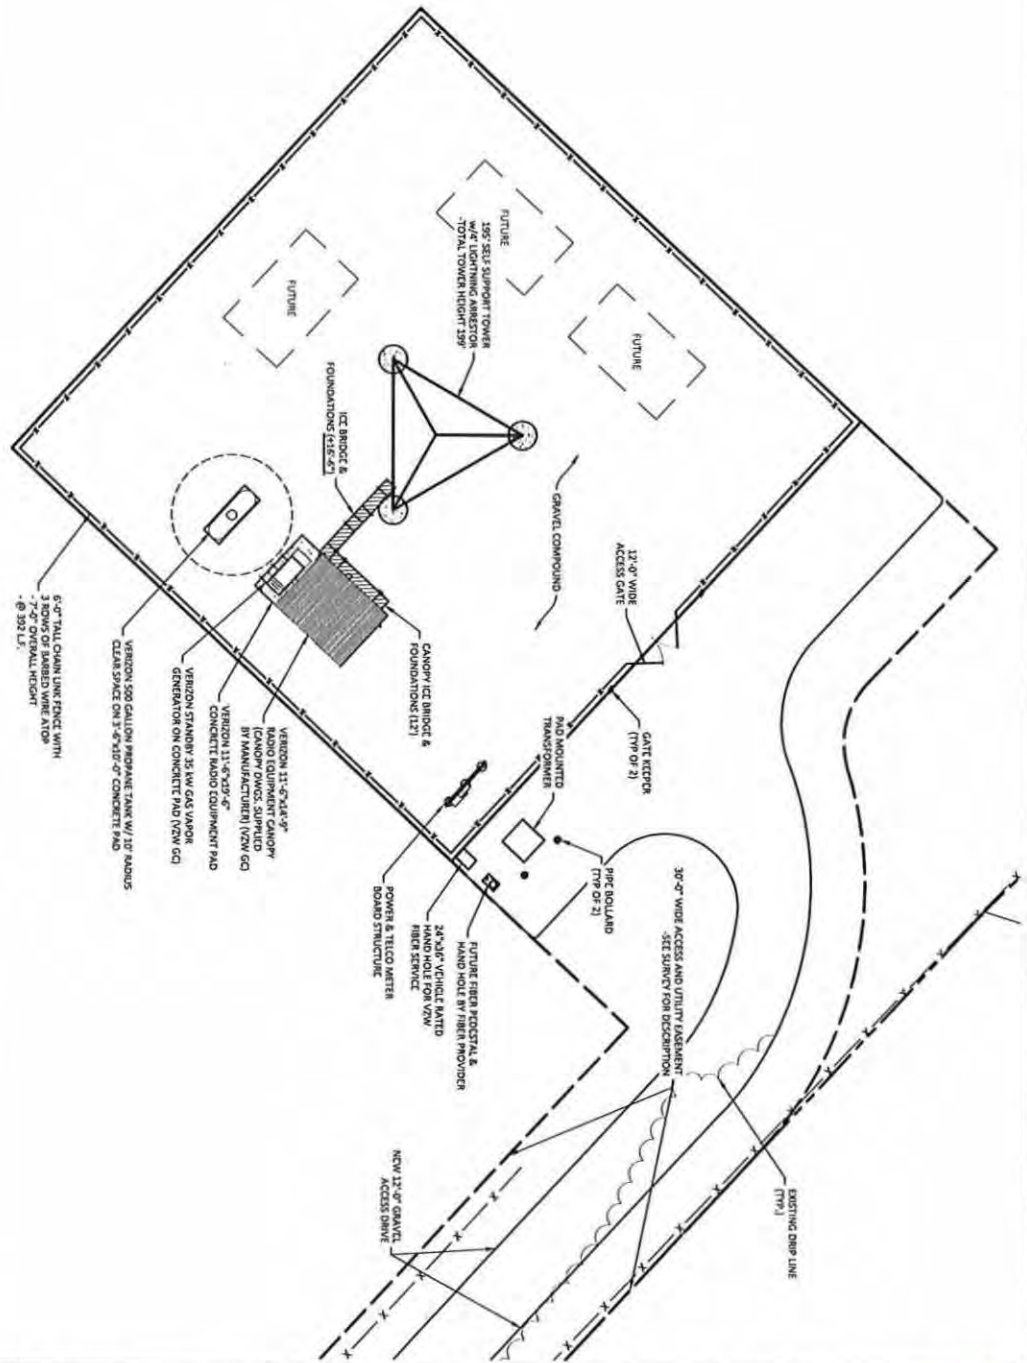 FUTURE
FUTURE
FUTURE
195' SELF SUPPORT TOWER
W/4' LIGHTNING ARRESTOR
-TOTAL TOWER HEIGHT 199'
ICE BRIDGE &
FOUNDATIONS (±16'-6")
GRAVEL COMPOUND
12'-0" WIDE
ACCESS GATE
GATE KEEPER
(TYP OF 2)
CANOPY ICE BRIDGE &
FOUNDATIONS (12')
PAD MOUNTED
TRANSFORMER
PIPE BOLLARD
(TYP OF 2)
30'-0" WIDE ACCESS AND UTILITY EASEMENT
-SEE SURVEY FOR DESCRIPTION
EXISTING DRIP LINE
(TYP.)
NEW 12'-0" GRAVEL
ACCESS DRIVE
FUTURE FIBER PEDESTAL &
HAND HOLE BY FIBER PROVIDER
24"x36" VEHICLE RATED
HAND HOLE FOR VZW
FIBER SERVICE
POWER & TELCO METER
BOARD STRUCTURE
VERIZON 11'-6"x14'-9"
RADIO EQUIPMENT CANOPY
(CANOPY DWGS. SUPPLIED
BY MANUFACTURER) (VZW GC)
VERIZON 11'-6"x19'-6"
CONCRETE RADIO EQUIPMENT PAD
VERIZON STANDBY 35 kW GAS VAPOR
GENERATOR ON CONCRETE PAD (VZW GC)
VERIZON 500 GALLON PROPANE TANK W/ 10' RADIUS
CLEAR SPACE ON 3'-6"x10'-0" CONCRETE PAD
6'-0" TALL CHAIN LINK FENCE WITH
3 ROWS OF BARBED WIRE ATOP
- 7'-0" OVERALL HEIGHT
- @ 392 L.F.
X
X
X
X
X
X
X
X
X
X
X